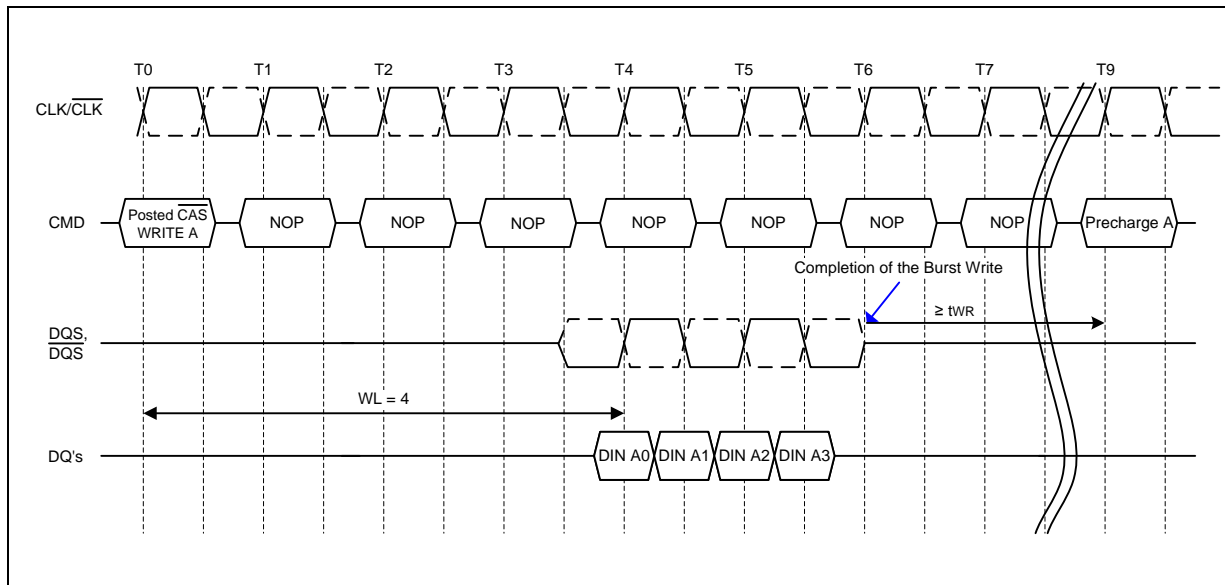 T0 T1 T2 T3 T4 T5 T6 T7 T9
CLK/CLK
CMD
Posted CAS
WRITE A
NOP NOP NOP NOP NOP NOP NOP Precharge A
Completion of the Burst Write
≥ tWR
DQS,
DQS
WL = 4
DQ's
DIN A0 DIN A1 DIN A2 DIN A3